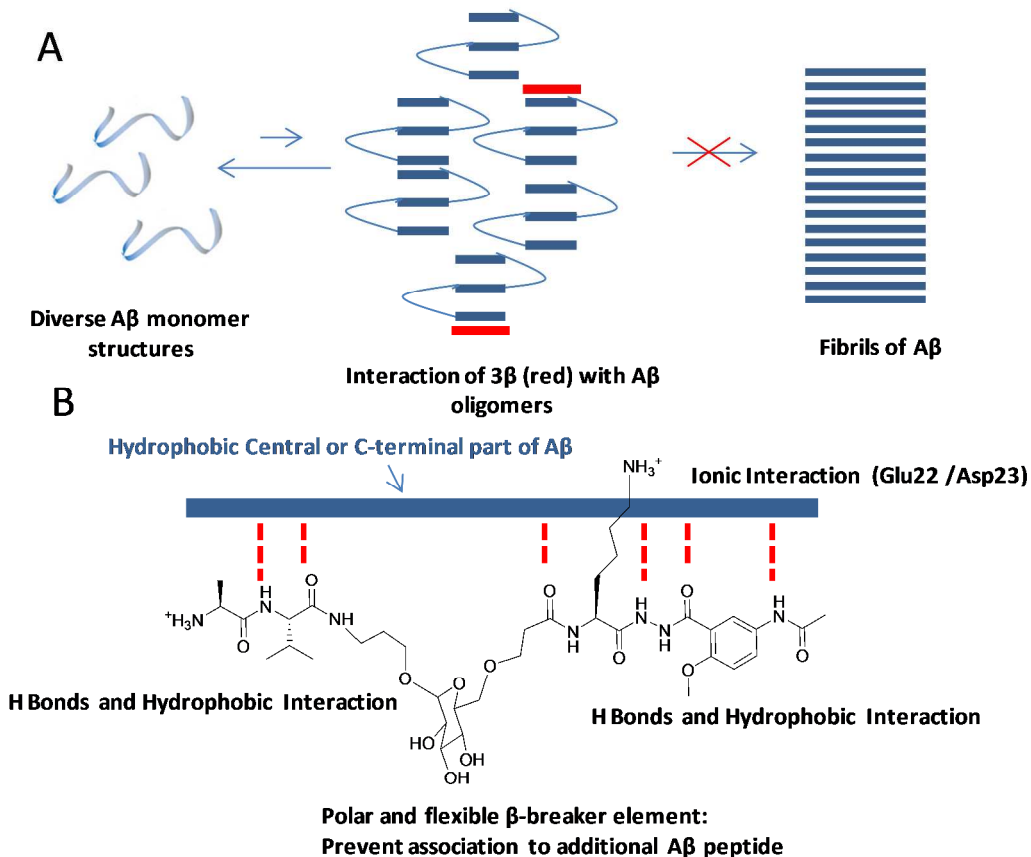 A
Diverse Aβ monomer
structures
Interaction of 3β (red) with Aβ
oligomers
Fibrils of Aβ
B
Hydrophobic Central or C-terminal part of Aβ
NH3+
Ionic Interaction (Glu22 /Asp23)
+H3N
O
H
N
O
NH
O
O
O
HO
OH
OH
O
O
N
H
O
H
N
N
H
O
O
H
N
O
H Bonds and Hydrophobic Interaction
H Bonds and Hydrophobic Interaction
Polar and flexible β-breaker element:
Prevent association to additional Aβ peptide